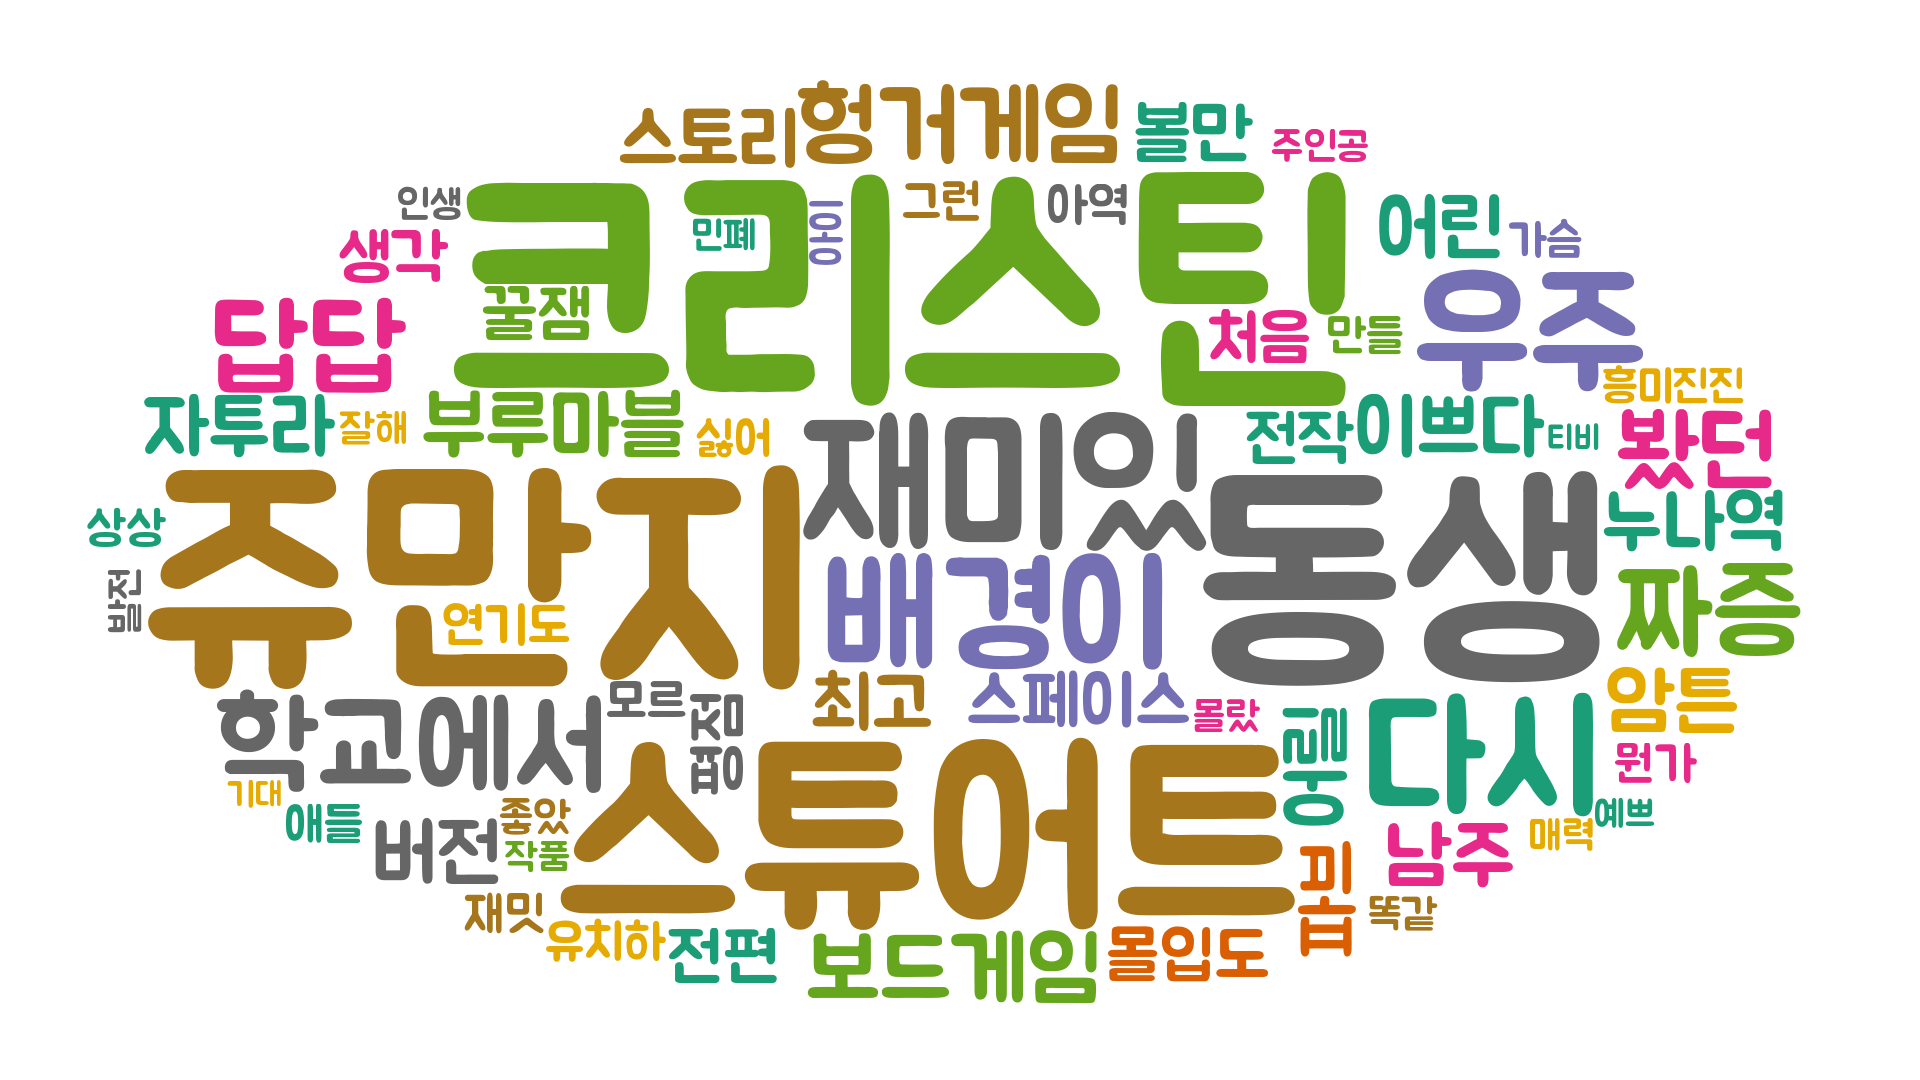 스토리
헝거게임
볼만
주인공
인생
크리스틴
민폐
그런
아역
어린
가슴
생각
꿀잼
처음
만들
우주
답답
흥미진진
자투라
잘해
부루마블
싫어
전작
이쁘다
티비
봤던
재미있
쥬만지
동생
누나역
상상
발전
연기도
배경이
짜증
학교에서
모르
평점
최고
스페이스
몰랐
다시
암튼
뭔가
기대
애들
버전
좋았
작품
스튜어트
남주
매력
예쁘
재밋
유치하
전편
보드게임
몰입도
똑같